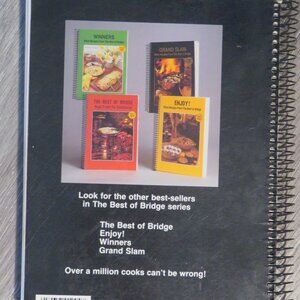 WINNERS
GRAND SLAM
THE BEST OF BRIDGE
ENJOY!
Look for the other best-sellers
in The Best of Bridge series
The Best of Bridge
Enjoy!
Winners
Grand Slam
Over a million cooks can't be wrong!